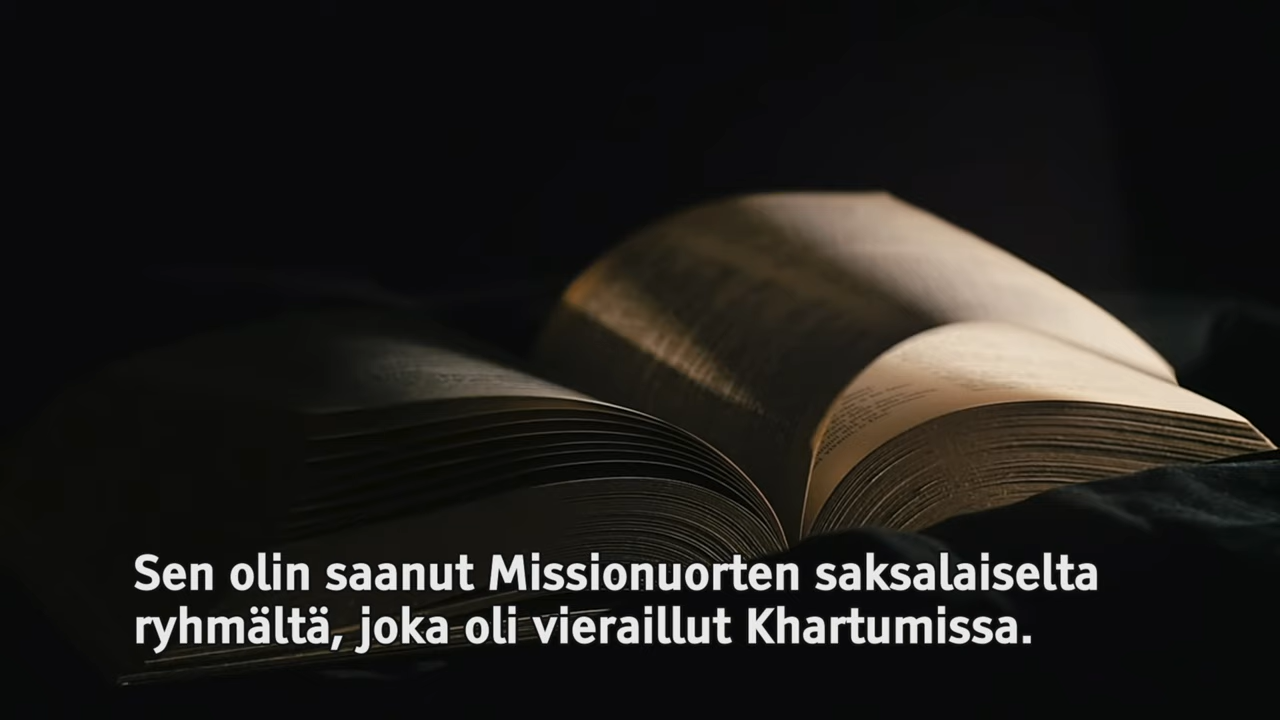 Sen olin saanut Missionuorten saksalaiselta
ryhmältä, joka oli vieraillut Khartumissa.